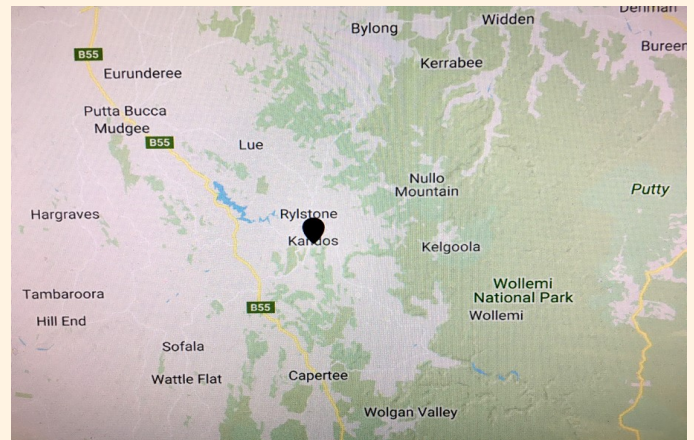 Denman
Widden
Bylong
Bureen
B55
Kerrabee
Eurunderee
Putta Bucca
Mudgee
B55
Lue
Nullo
Mountain
Putty
Hargraves
Rylstone
Kandos
Kelgoola
Wollemi
National Park
Wollemi
Tambaroora
B55
Hill End
Sofala
Capertee
Wattle Flat
Wolgan Valley